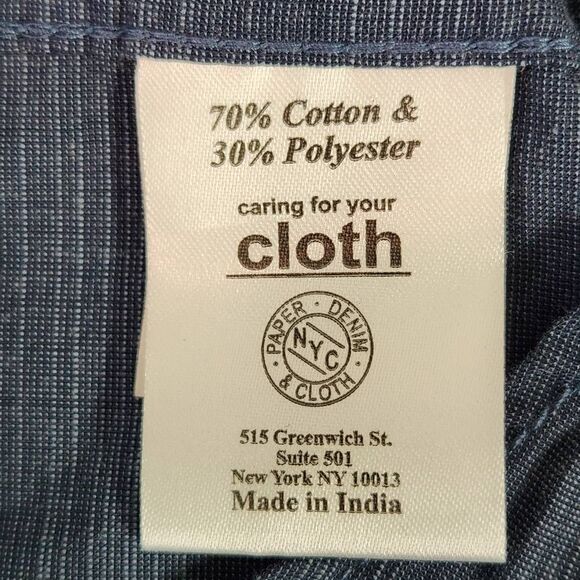 70% Cotton &
30% Polyester
caring for your
cloth
PAPER · DENIM
· & CLOTH ·
NYC
515 Greenwich St.
Suite 501
New York NY 10013
Made in India